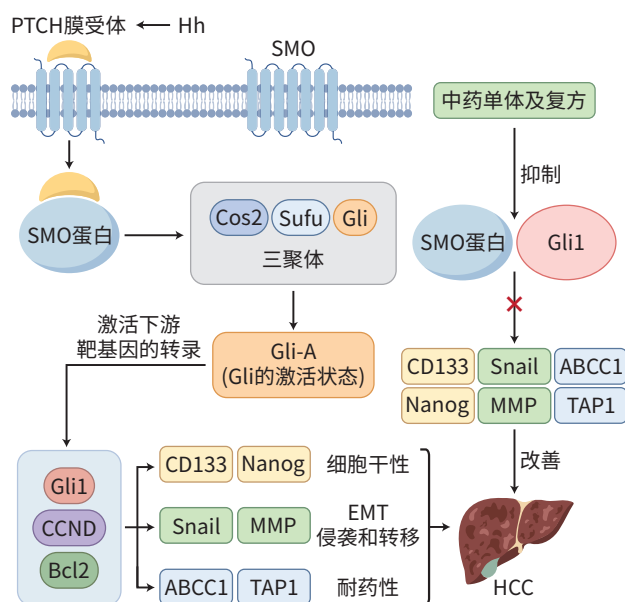 PTCH膜受体 Hh
SMO
中药单体及复方
抑制
SMO蛋白
Cos2 Sufu Gli
三聚体
SMO蛋白 Gli1
激活下游
靶基因的转录
Gli-A
(Gli的激活状态)
CD133 Snail ABCC1
Nanog MMP TAP1
改善
Gli1
CCND
Bcl2
CD133 Nanog 细胞干性
Snail MMP EMT
侵袭和转移
ABCC1 TAP1 耐药性
HCC